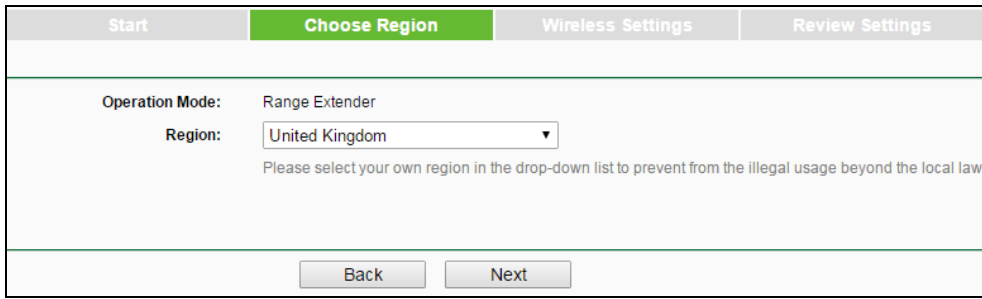 Start Choose Region Wireless Settings Review Settings
Operation Mode: Range Extender
Region: United Kingdom
Please select your own region in the drop-down list to prevent from the illegal usage beyond the local law
Back Next